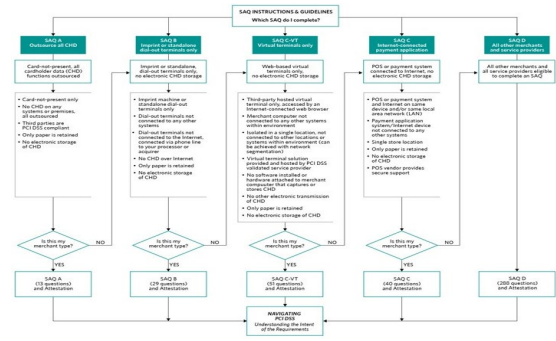 SAQ INSTRUCTIONS & GUIDELINES
Which SAQ do I complete?
SAQ A
Outsource all CHD
SAQ B
Imprint or standalone
dial-out terminals only
SAQ C-VT
Virtual terminals only
SAQ C
Internet-connected
payment application
SAQ D
All other merchants
and service providers
Card-not-present, all
cardholder data (CHD)
functions outsourced
Imprint or standalone,
dial-out terminals only,
no electronic CHD storage
Web-based virtual
terminals only,
no electronic CHD storage
POS or payment system
connected to Internet, no
electronic CHD storage
All other merchants and
all service providers eligible
to complete an SAQ
• Card-not-present only
• No CHD on any
systems or premises,
all outsourced
• Third parties are
PCI DSS compliant
• Only paper is retained
• No electronic storage
of CHD
• Imprint machine or
standalone dial-out
terminals only
• Dial-out terminals
not connected to any other
systems
• Dial-out terminals not
connected to the Internet,
connected via phone line
to your processor or
acquirer
• No CHD over Internet
• Only paper is retained
• No electronic storage
of CHD
• Third-party hosted virtual
terminal only, accessed by an
Internet-connected web browser
• Merchant computer not
connected to any other systems
within environment
• Isolated in a single location, not
connected to other locations or
systems within environment (can
be achieved with network
segmentation)
• Virtual terminal solution
provided and hosted by PCI DSS
validated service provider
• No software installed or
hardware attached to merchant
computer that captures or
stores CHD
• No other electronic transmission
of CHD
• Only paper is retained
• No electronic storage of CHD
• POS or payment system
and Internet on same
device and/or same local
area network (LAN)
• Payment application
system/Internet device
not connected to any
other systems
• Single store location
• Only paper is retained
• No electronic storage
of CHD
• POS vendor provides
secure support
Is this my
merchant type?
NO
Is this my
merchant type?
NO
Is this my
merchant type?
NO
Is this my
merchant type?
NO
YES
YES
YES
YES
SAQ A
(13 questions)
and Attestation
SAQ B
(29 questions)
and Attestation
SAQ C-VT
(51 questions)
and Attestation
SAQ C
(40 questions)
and Attestation
SAQ D
(288 questions)
and Attestation
NAVIGATING
PCI DSS
Understanding the Intent
of the Requirements